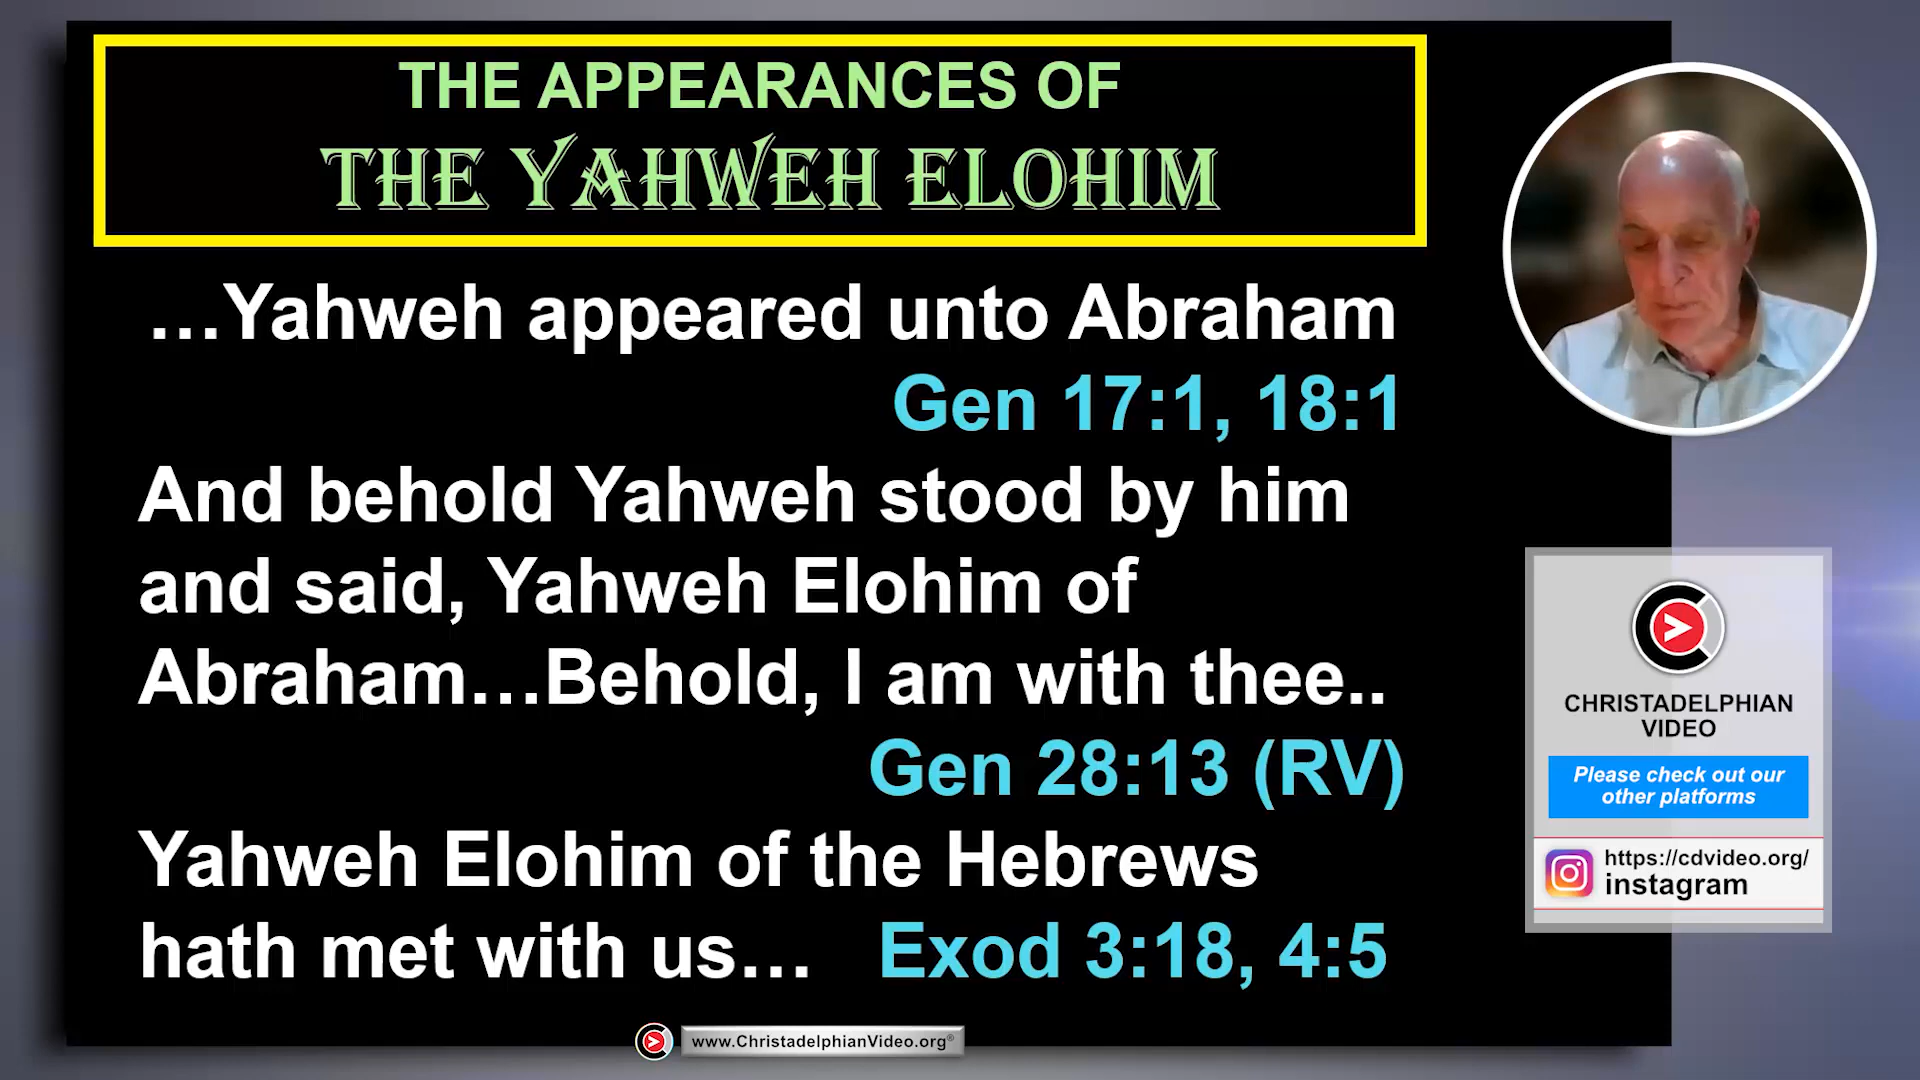 THE APPEARANCES OF
THE YAHWEH ELOHIM
…Yahweh appeared unto Abraham
Gen 17:1, 18:1
And behold Yahweh stood by him
and said, Yahweh Elohim of
Abraham…Behold, I am with thee..
Gen 28:13 (RV)
Yahweh Elohim of the Hebrews
hath met with us… Exod 3:18, 4:5
CHRISTADELPHIAN
VIDEO
Please check out our
other platforms
https://cdvideo.org/
instagram
www.ChristadelphianVideo.org®